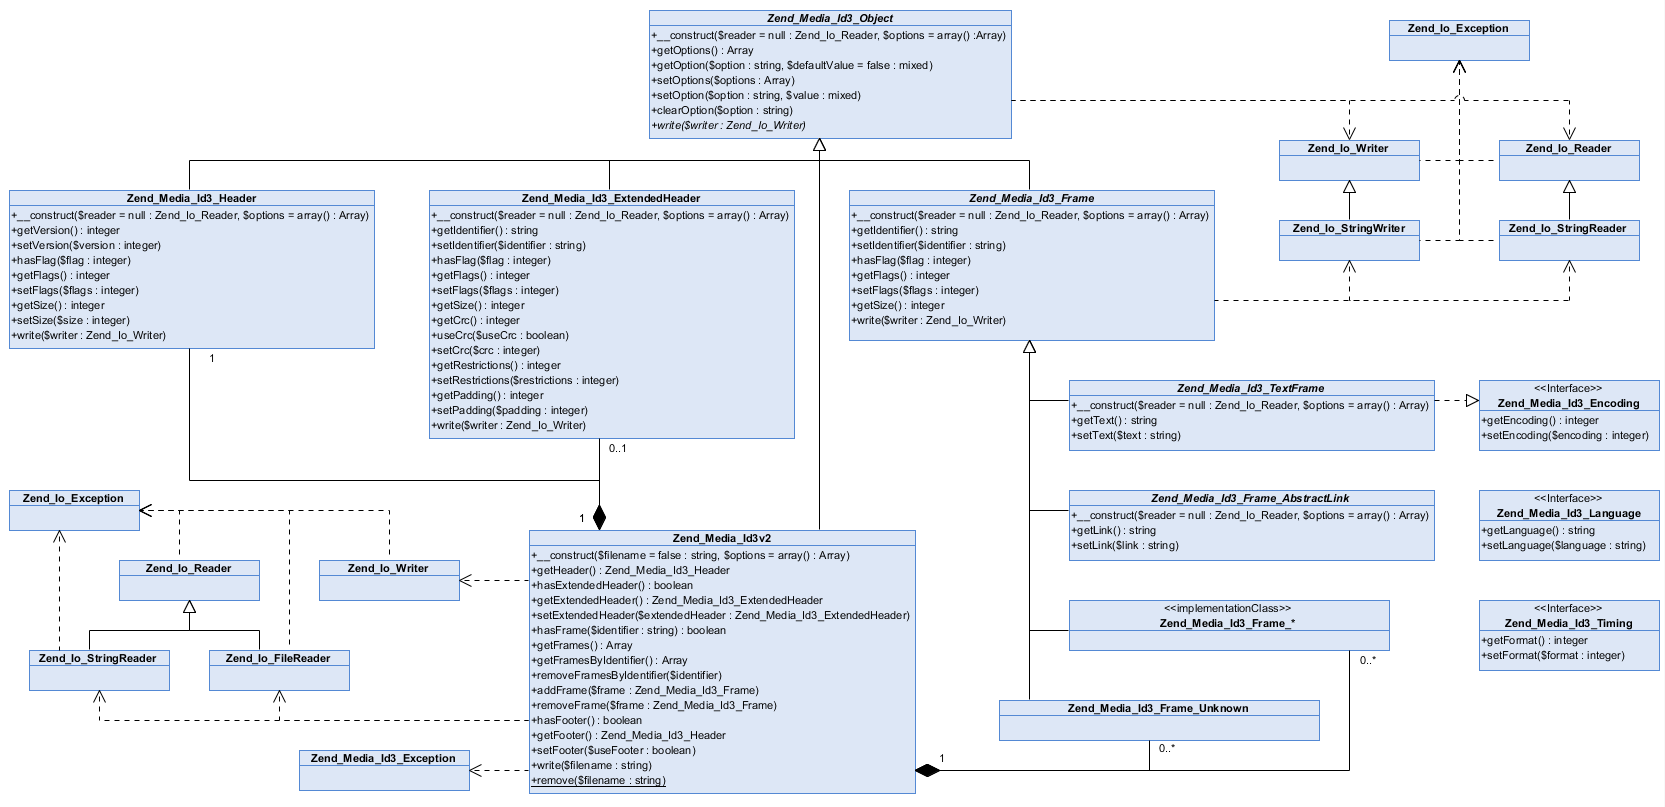 Zend_Media_Id3_Object
+__construct($reader = null : Zend_Io_Reader, $options = array() :Array)
+getOptions() : Array
+getOption($option : string, $defaultValue = false : mixed)
+setOptions($options : Array)
+setOption($option : string, $value : mixed)
+clearOption($option : string)
+write($writer : Zend_Io_Writer)
Zend_Io_Exception
Zend_Io_Writer
Zend_Io_Reader
Zend_Io_StringWriter
Zend_Io_StringReader
Zend_Media_Id3_Header
+__construct($reader = null : Zend_Io_Reader, $options = array() : Array)
+getVersion() : integer
+setVersion($version : integer)
+hasFlag($flag : integer)
+getFlags() : integer
+setFlags($flags : integer)
+getSize() : integer
+setSize($size : integer)
+write($writer : Zend_Io_Writer)
1
Zend_Media_Id3_ExtendedHeader
+__construct($reader = null : Zend_Io_Reader, $options = array() : Array)
+getIdentifier() : string
+setIdentifier($identifier : string)
+hasFlag($flag : integer)
+getFlags() : integer
+setFlags($flags : integer)
+getSize() : integer
+getCrc() : integer
+useCrc($useCrc : boolean)
+setCrc($crc : integer)
+getRestrictions() : integer
+setRestrictions($restrictions : integer)
+getPadding() : integer
+setPadding($padding : integer)
+write($writer : Zend_Io_Writer)
0..1
Zend_Media_Id3_Frame
+__construct($reader = null : Zend_Io_Reader, $options = array() : Array)
+getIdentifier() : string
+setIdentifier($identifier : string)
+hasFlag($flag : integer)
+getFlags() : integer
+setFlags($flags : integer)
+getSize() : integer
+write($writer : Zend_Io_Writer)
Zend_Media_Id3_TextFrame
+__construct($reader = null : Zend_Io_Reader, $options = array() : Array)
+getText() : string
+setText($text : string)
<<Interface>>
Zend_Media_Id3_Encoding
+getEncoding() : integer
+setEncoding($encoding : integer)
Zend_Media_Id3_Frame_AbstractLink
+__construct($reader = null : Zend_Io_Reader, $options = array() : Array)
+getLink() : string
+setLink($link : string)
<<Interface>>
Zend_Media_Id3_Language
+getLanguage() : string
+setLanguage($language : string)
<<implementationClass>>
Zend_Media_Id3_Frame_*
0..*
<<Interface>>
Zend_Media_Id3_Timing
+getFormat() : integer
+setFormat($format : integer)
Zend_Media_Id3_Frame_Unknown
0..*
Zend_Io_Exception
Zend_Io_Reader
Zend_Io_Writer
Zend_Io_StringReader
Zend_Io_FileReader
Zend_Media_Id3_Exception
1
Zend_Media_Id3v2
+__construct($filename = false : string, $options = array() : Array)
+getHeader() : Zend_Media_Id3_Header
+hasExtendedHeader() : boolean
+getExtendedHeader() : Zend_Media_Id3_ExtendedHeader
+setExtendedHeader($extendedHeader : Zend_Media_Id3_ExtendedHeader)
+hasFrame($identifier : string) : boolean
+getFrames() : Array
+getFramesByIdentifier() : Array
+removeFramesByIdentifier($identifier)
+addFrame($frame : Zend_Media_Id3_Frame)
+removeFrame($frame : Zend_Media_Id3_Frame)
+hasFooter() : boolean
+getFooter() : Zend_Media_Id3_Header
+setFooter($useFooter : boolean)
+write($filename : string)
+remove($filename : string)
1